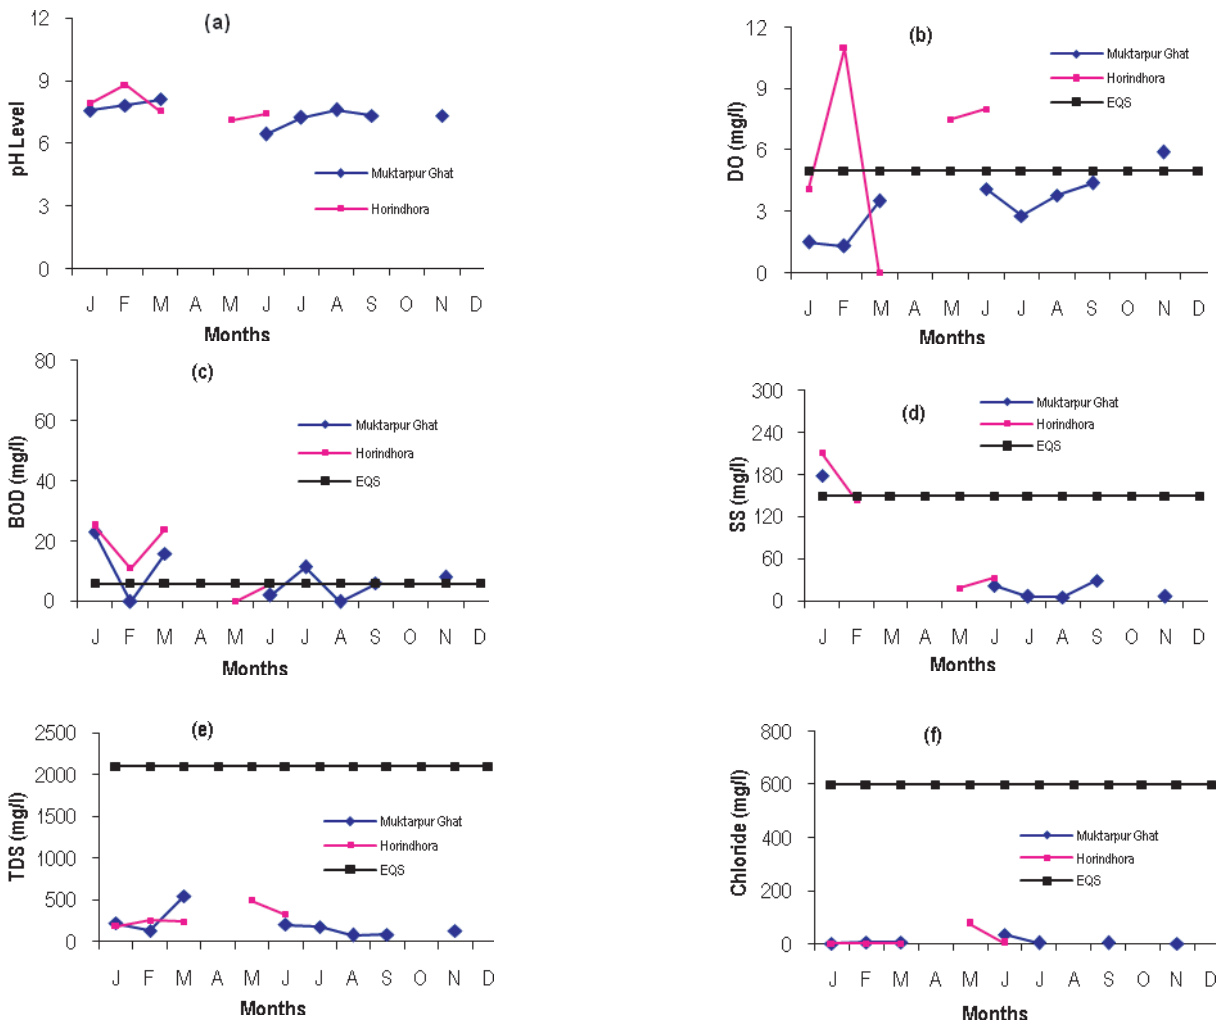 (a)
12
9
6
3
0
pH Level
Muktarpur Ghat
Horindhora
J F M A M J J A S O N D
Months
(b)
12
9
6
3
0
DO (mg/l)
Muktarpur Ghat
Horindhora
EQS
J F M A M J J A S O N D
Months
(c)
80
60
40
20
0
BOD (mg/l)
Muktarpur Ghat
Horindhora
EQS
J F M A M J J A S O N D
Months
(d)
300
240
180
120
60
0
SS (mg/l)
Muktarpur Ghat
Horindhora
EQS
J F M A M J J A S O N D
Months
(e)
2500
2000
1500
1000
500
0
TDS (mg/l)
Muktarpur Ghat
Horindhora
EQS
J F M A M J J A S O N D
Months
(f)
800
600
400
200
0
Chloride (mg/l)
Muktarpur Ghat
Horindhora
EQS
J F M A M J J A S O N D
Months